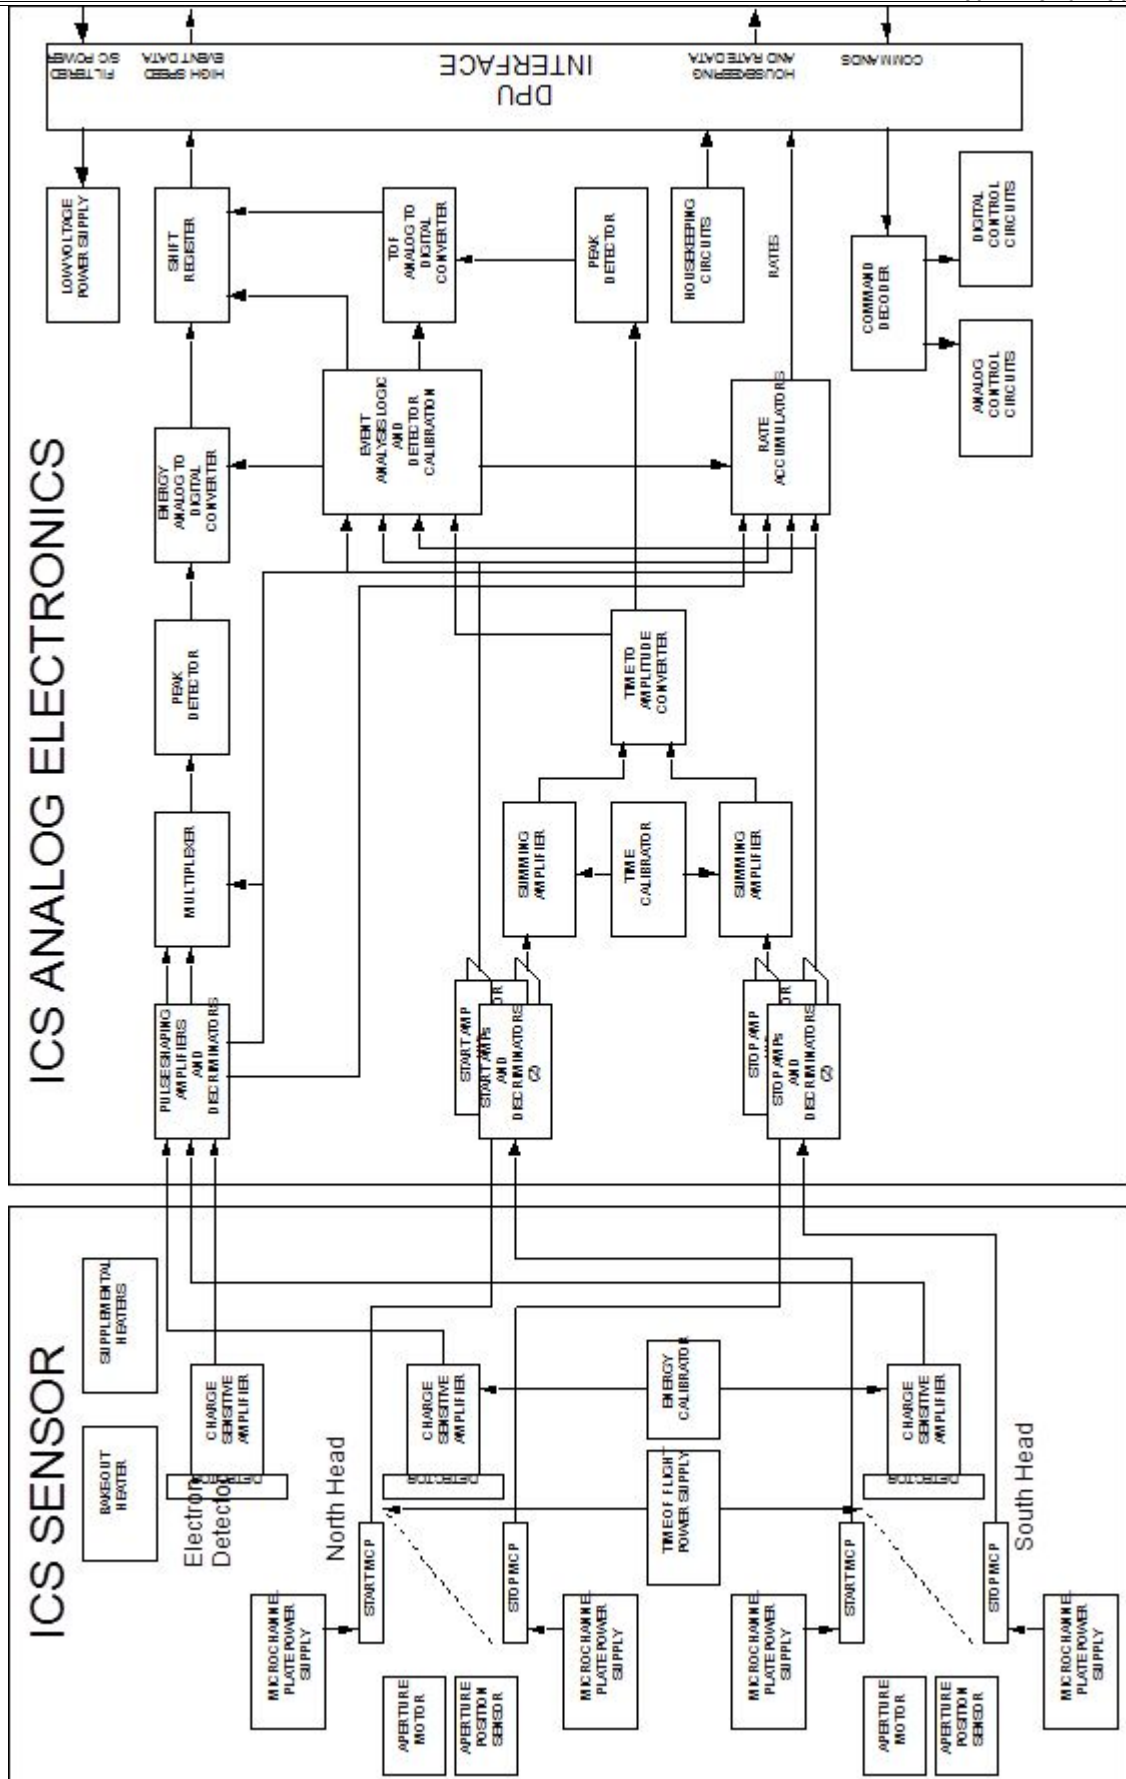 ICS SENSOR
BAKEOUT
HEATER
SUPPLEMENTAL
HEATERS
Electron
Detector
DETECTOR
CHARGE
SENSITIVE
AMPLIFIER
North Head
MICROCHANNEL
PLATE POWER
SUPPLY
START MCP
DETECTOR
CHARGE
SENSITIVE
AMPLIFIER
APERTURE
MOTOR
APERTURE
POSITION
SENSOR
STOP MCP
MICROCHANNEL
PLATE POWER
SUPPLY
TIME OF FLIGHT
POWER SUPPLY
ENERGY
CALIBRATOR
MICROCHANNEL
PLATE POWER
SUPPLY
START MCP
DETECTOR
CHARGE
SENSITIVE
AMPLIFIER
APERTURE
MOTOR
APERTURE
POSITION
SENSOR
STOP MCP
South Head
MICROCHANNEL
PLATE POWER
SUPPLY
ICS ANALOG ELECTRONICS
PULSE SHAPING
AMPLIFIERS
AND
DISCRIMINATORS
MULTIPLEXER
PEAK
DETECTOR
ENERGY
ANALOG TO
DIGITAL
CONVERTER
SHIFT
REGISTER
LOW VOLTAGE
POWER SUPPLY
START AMP
OR
START AMPs
AND
DISCRIMINATORS
(2)
SUMMING
AMPLIFIER
TIME
CALIBRATOR
SUMMING
AMPLIFIER
STOP AMP
OR
STOP AMPs
AND
DISCRIMINATORS
(2)
TIME TO
AMPLITUDE
CONVERTER
EVENT
ANALYSIS LOGIC
AND
DETECTOR
CALIBRATION
TOF
ANALOG TO
DIGITAL
CONVERTER
PEAK
DETECTOR
HOUSEKEEPING
CIRCUITS
RATE
ACCUMULATORS
RATES
COMMAND
DECODER
ANALOG
CONTROL
CIRCUITS
DIGITAL
CONTROL
CIRCUITS
DPU
INTERFACE
FILTERED
S/C POWER
HIGH SPEED
EVENT DATA
HOUSEKEEPING
AND RATE DATA
COMMANDS